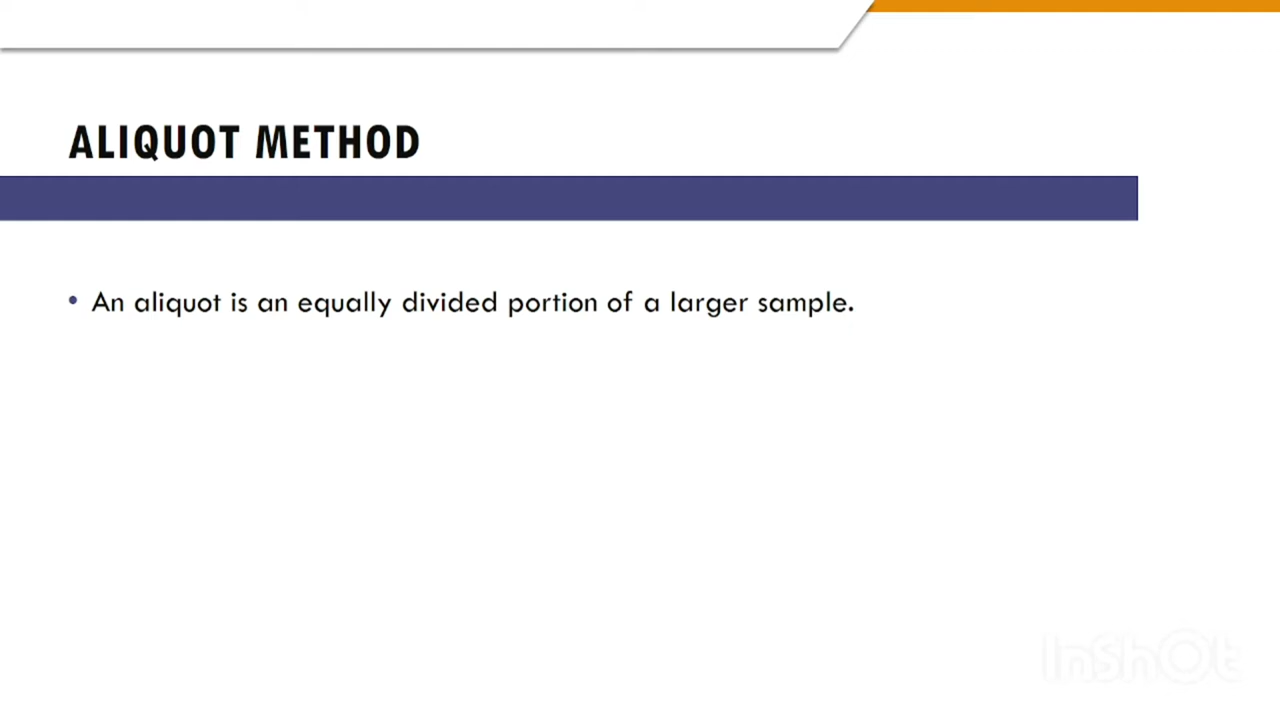 ALIQUOT METHOD
• An aliquot is an equally divided portion of a larger sample.
InShOt